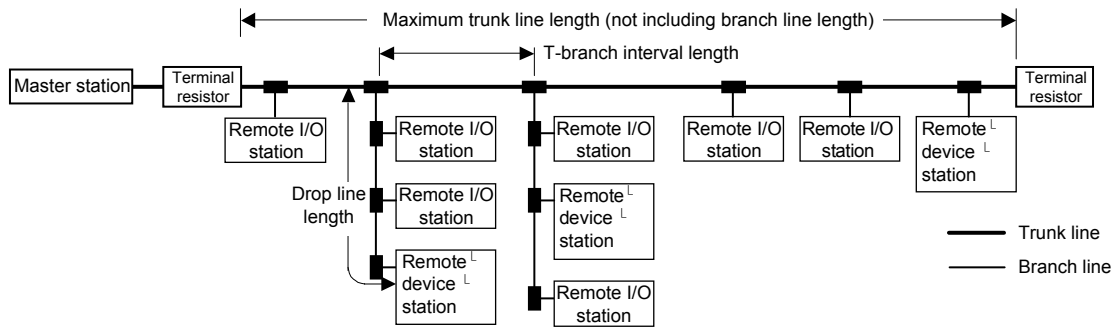 Maximum trunk line length (not including branch line length)
T-branch interval length
Master station
Terminal
resistor
Terminal
resistor
Remote I/O
station
Remote I/O
station
Remote I/O
station
Remote I/O
station
Remote I/O
station
Remote└
device └
station
Drop line
length
Remote I/O
station
Remote└
device └
station
Remote└
device └
station
Remote I/O
station
Trunk line
Branch line